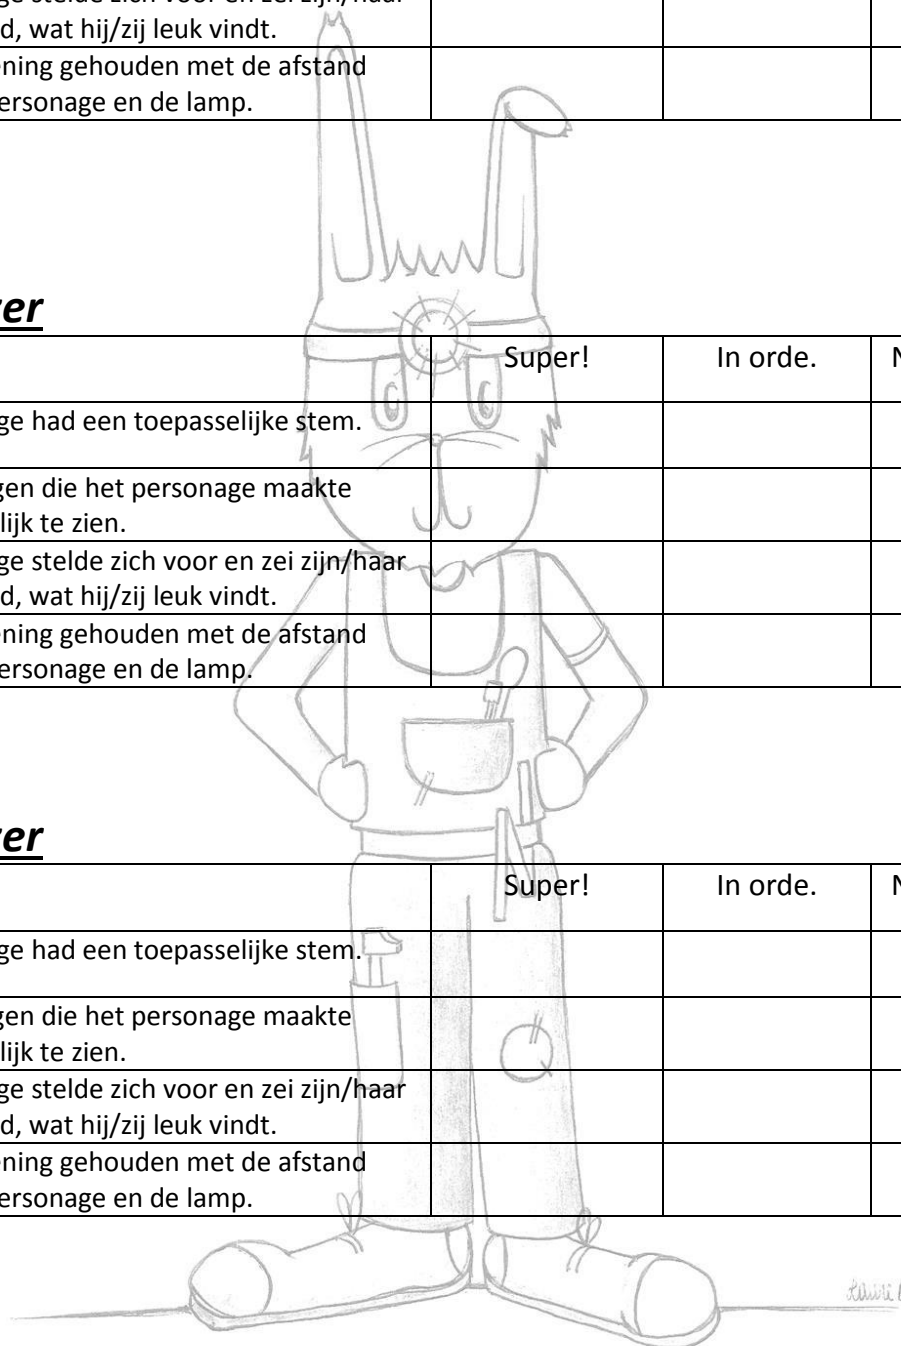 ge stelde zich voor en zei zijn/haar
d, wat hij/zij leuk vindt.
ening gehouden met de afstand
ersonage en de lamp.
er
Super! In orde. N
ge had een toepasselijke stem.
gen die het personage maakte
lijk te zien.
ge stelde zich voor en zei zijn/haar
d, wat hij/zij leuk vindt.
ening gehouden met de afstand
ersonage en de lamp.
er
Super! In orde. N
ge had een toepasselijke stem.
gen die het personage maakte
lijk te zien.
ge stelde zich voor en zei zijn/haar
d, wat hij/zij leuk vindt.
ening gehouden met de afstand
ersonage en de lamp.